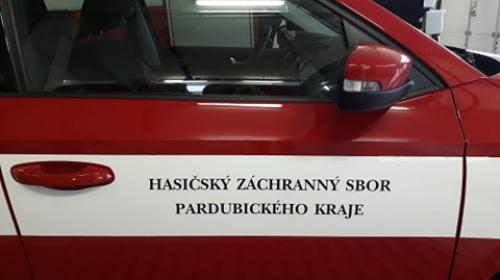 HASIČSKÝ ZÁCHRANNÝ SBOR
PARDUBICKÉHO KRAJE